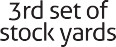 3rd set of
stock yards